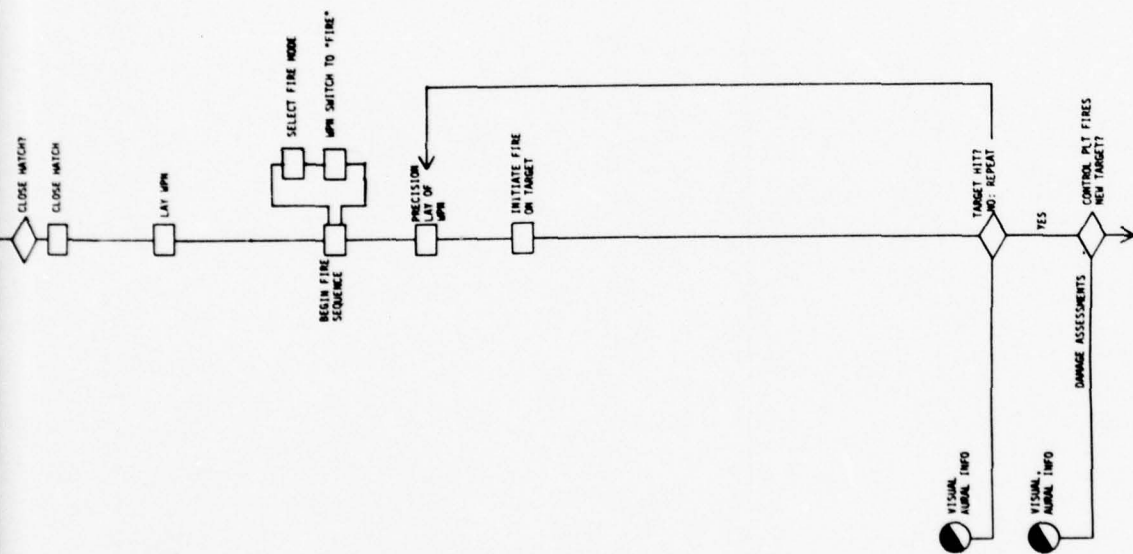 CLOSE HATCH?
CLOSE HATCH
LAY WPN
SELECT FIRE MODE
WPN SWITCH TO "FIRE"
BEGIN FIRE
SEQUENCE
PRECISION
LAY OF
WPN
INITIATE FIRE
ON TARGET
TARGET HIT?
NO: REPEAT
VISUAL
AURAL INFO
YES
CONTROL PLT FIRES
NEW TARGET?
DAMAGE ASSESSMENTS
VISUAL,
AURAL INFO